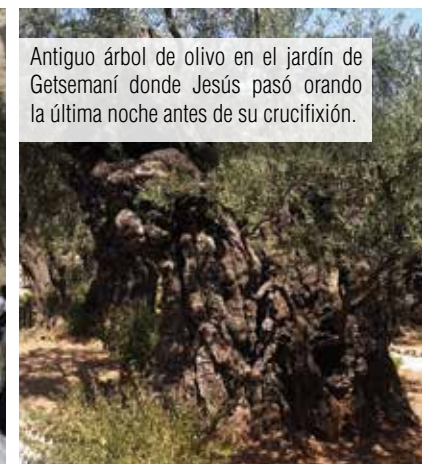 Antiguo árbol de olivo en el jardín de
Getsemaní donde Jesús pasó orando
la última noche antes de su crucifixión.